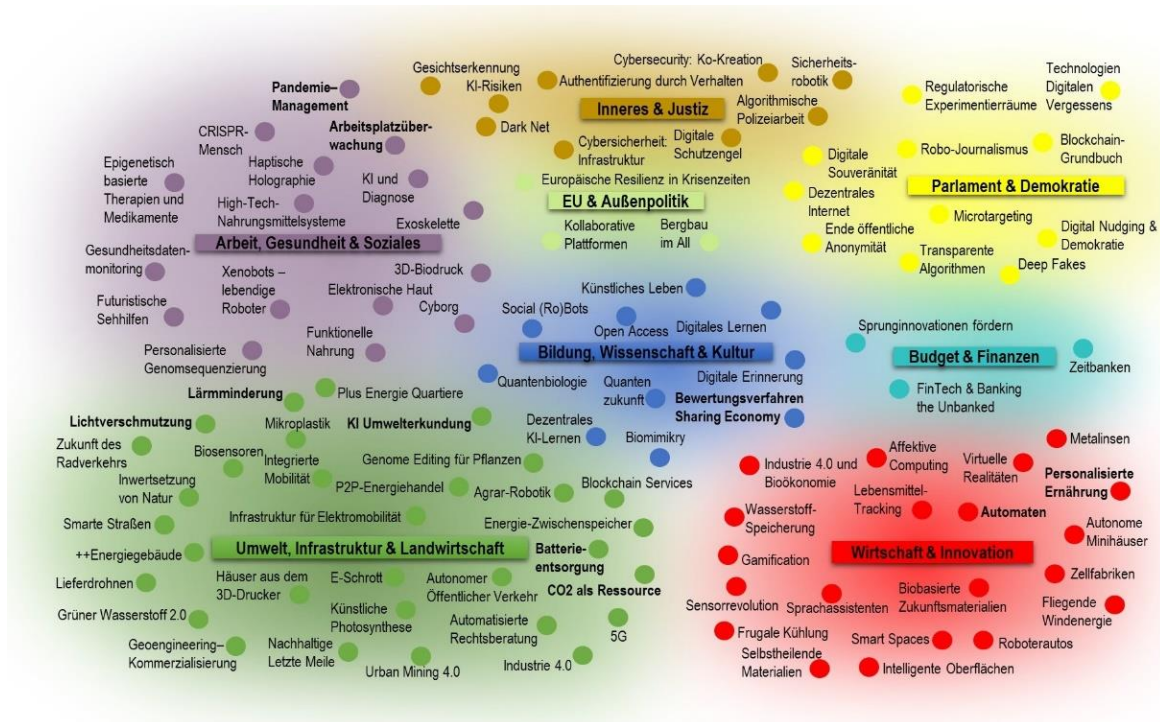 Pandemie–
Management
CRISPR-
Mensch
Arbeitsplatzüber-
wachung
Epigenetisch
basierte
Therapien und
Medikamente
Haptische
Holographie
KI und
Diagnose
High-Tech-
Nahrungsmittelsysteme
Exoskelette
Arbeit, Gesundheit & Soziales
Gesundheitsdaten-
monitoring
Xenobots –
lebendige
Roboter
3D-Biodruck
Elektronische Haut
Cyborg
Futuristische
Sehhilfen
Funktionelle
Nahrung
Personalisierte
Genomsequenzierung
Gesichtserkennung
KI-Risiken
Cybersecurity: Ko-Kreation
Authentifizierung durch Verhalten
Sicherheits-
robotik
Inneres & Justiz
Algorithmische
Polizeiarbeit
Dark Net
Cybersicherheit:
Infrastruktur
Digitale
Schutzengel
Europäische Resilienz in Krisenzeiten
EU & Außenpolitik
Kollaborative
Plattformen
Bergbau
im All
Regulatorische
Experimentierräume
Technologien
Digitalen
Vergessens
Robo-Journalismus
Blockchain-
Grundbuch
Digitale
Souveränität
Parlament & Demokratie
Dezentrales
Internet
Microtargeting
Ende öffentliche
Anonymität
Digital Nudging &
Demokratie
Transparente
Algorithmen
Deep Fakes
Künstliches Leben
Social (Ro)Bots
Open Access
Digitales Lernen
Bildung, Wissenschaft & Kultur
Quantenbiologie
Quanten
zukunft
Digitale Erinnerung
Bewertungsverfahren
Sharing Economy
Dezentrales
KI-Lernen
Biomimikry
Sprunginnovationen fördern
Budget & Finanzen
Zeitbanken
FinTech & Banking
the Unbanked
Lärmminderung
Plus Energie Quartiere
Lichtverschmutzung
Mikroplastik
KI Umwelterkundung
Zukunft des
Radverkehrs
Biosensoren
Integrierte
Mobilität
Genome Editing für Pflanzen
Inwertsetzung
von Natur
P2P-Energiehandel
Agrar-Robotik
Blockchain Services
Smarte Straßen
Infrastruktur für Elektromobilität
Energie-Zwischenspeicher
++Energiegebäude
Umwelt, Infrastruktur & Landwirtschaft
Batterie-
entsorgung
Lieferdrohnen
Häuser aus dem
3D-Drucker
E-Schrott
Autonomer
Öffentlicher Verkehr
CO2 als Ressource
Grüner Wasserstoff 2.0
Künstliche
Photosynthese
Automatisierte
Rechtsberatung
5G
Geoengineering–
Kommerzialisierung
Nachhaltige
Letzte Meile
Urban Mining 4.0
Industrie 4.0
Metalinsen
Industrie 4.0 und
Bioökonomie
Affektive
Computing
Virtuelle
Realitäten
Personalisierte
Ernährung
Wasserstoff-
Speicherung
Lebensmittel-
Tracking
Automaten
Autonome
Minihäuser
Gamification
Wirtschaft & Innovation
Zellfabriken
Sensorrevolution
Sprachassistenten
Biobasierte
Zukunftsmaterialien
Fliegende
Windenergie
Frugale Kühlung
Smart Spaces
Roboterautos
Selbstheilende
Materialien
Intelligente Oberflächen